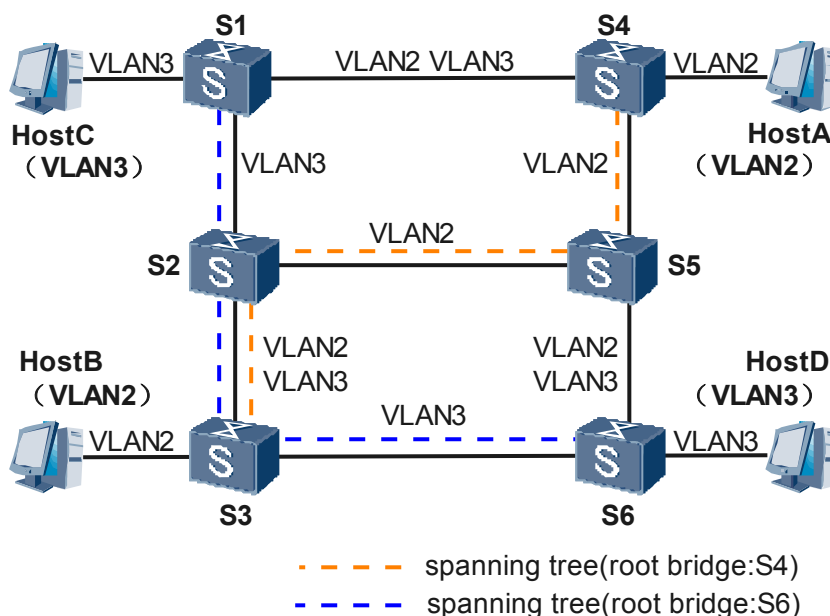 S1
S4
VLAN3
VLAN2 VLAN3
VLAN2
HostC
（VLAN3）
HostA
（VLAN2）
VLAN3
VLAN2
VLAN2
S2
S5
HostB
（VLAN2）
VLAN2
VLAN3
VLAN2
VLAN3
HostD
（VLAN3）
VLAN2
VLAN3
VLAN3
S3
S6
spanning tree(root bridge:S4)
spanning tree(root bridge:S6)
S
S
S
S
S
S